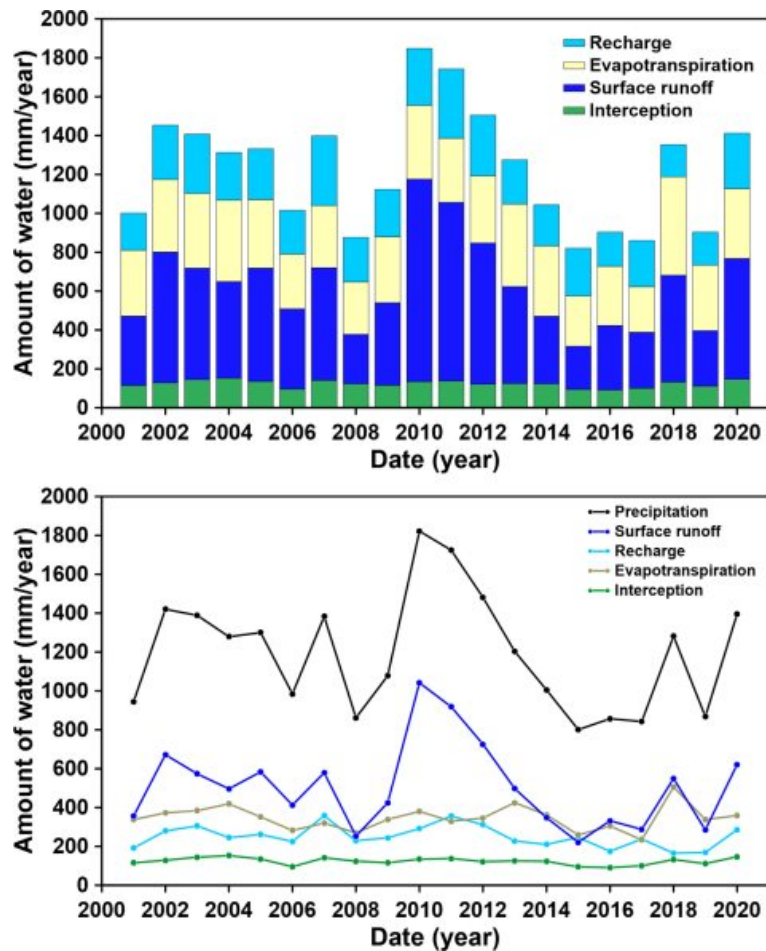 2000
Recharge
1800
Evapotranspiration
1600
Surface runoff
1400
Interception
1200
1000
800
600
400
200
0
Amount of water (mm/year)
2000 2002 2004 2006 2008 2010 2012 2014 2016 2018 2020
Date (year)
2000
Precipitation
1800
Surface runoff
Recharge
1600
Evapotranspiration
Interception
1400
1200
1000
800
600
400
200
0
Amount of water (mm/year)
2000 2002 2004 2006 2008 2010 2012 2014 2016 2018 2020
Date (year)